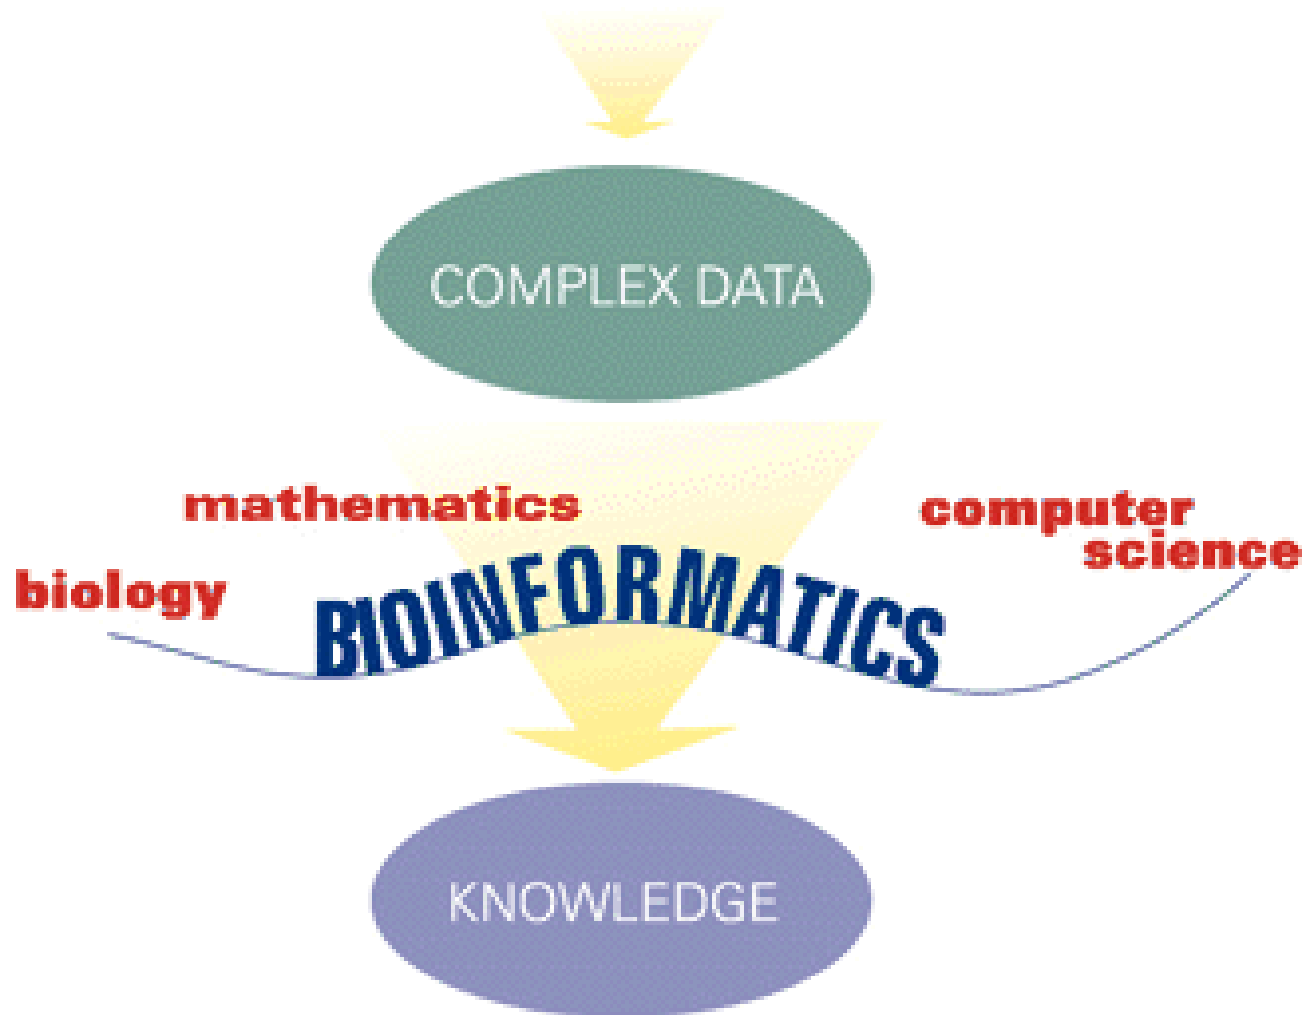 COMPLEX DATA
mathematics
computer
science
biology
BIOINFORMATICS
KNOWLEDGE